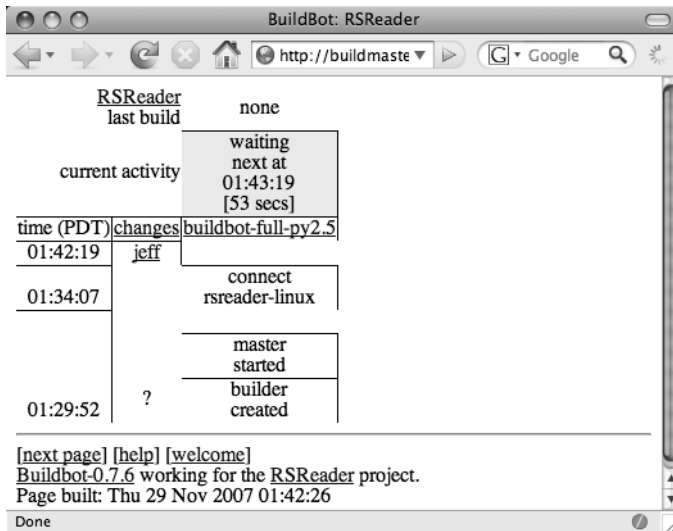 BuildBot: RSReader
http://buildmaste
G Google
RSReader
last build
none
current activity
waiting
next at
01:43:19
[53 secs]
time (PDT) changes buildbot-full-py2.5
01:42:19 jeff
connect
01:34:07 rsreader-linux
master
started
?
builder
01:29:52 created
[next page] [help] [welcome]
Buildbot-0.7.6 working for the RSReader project.
Page built: Thu 29 Nov 2007 01:42:26
Done